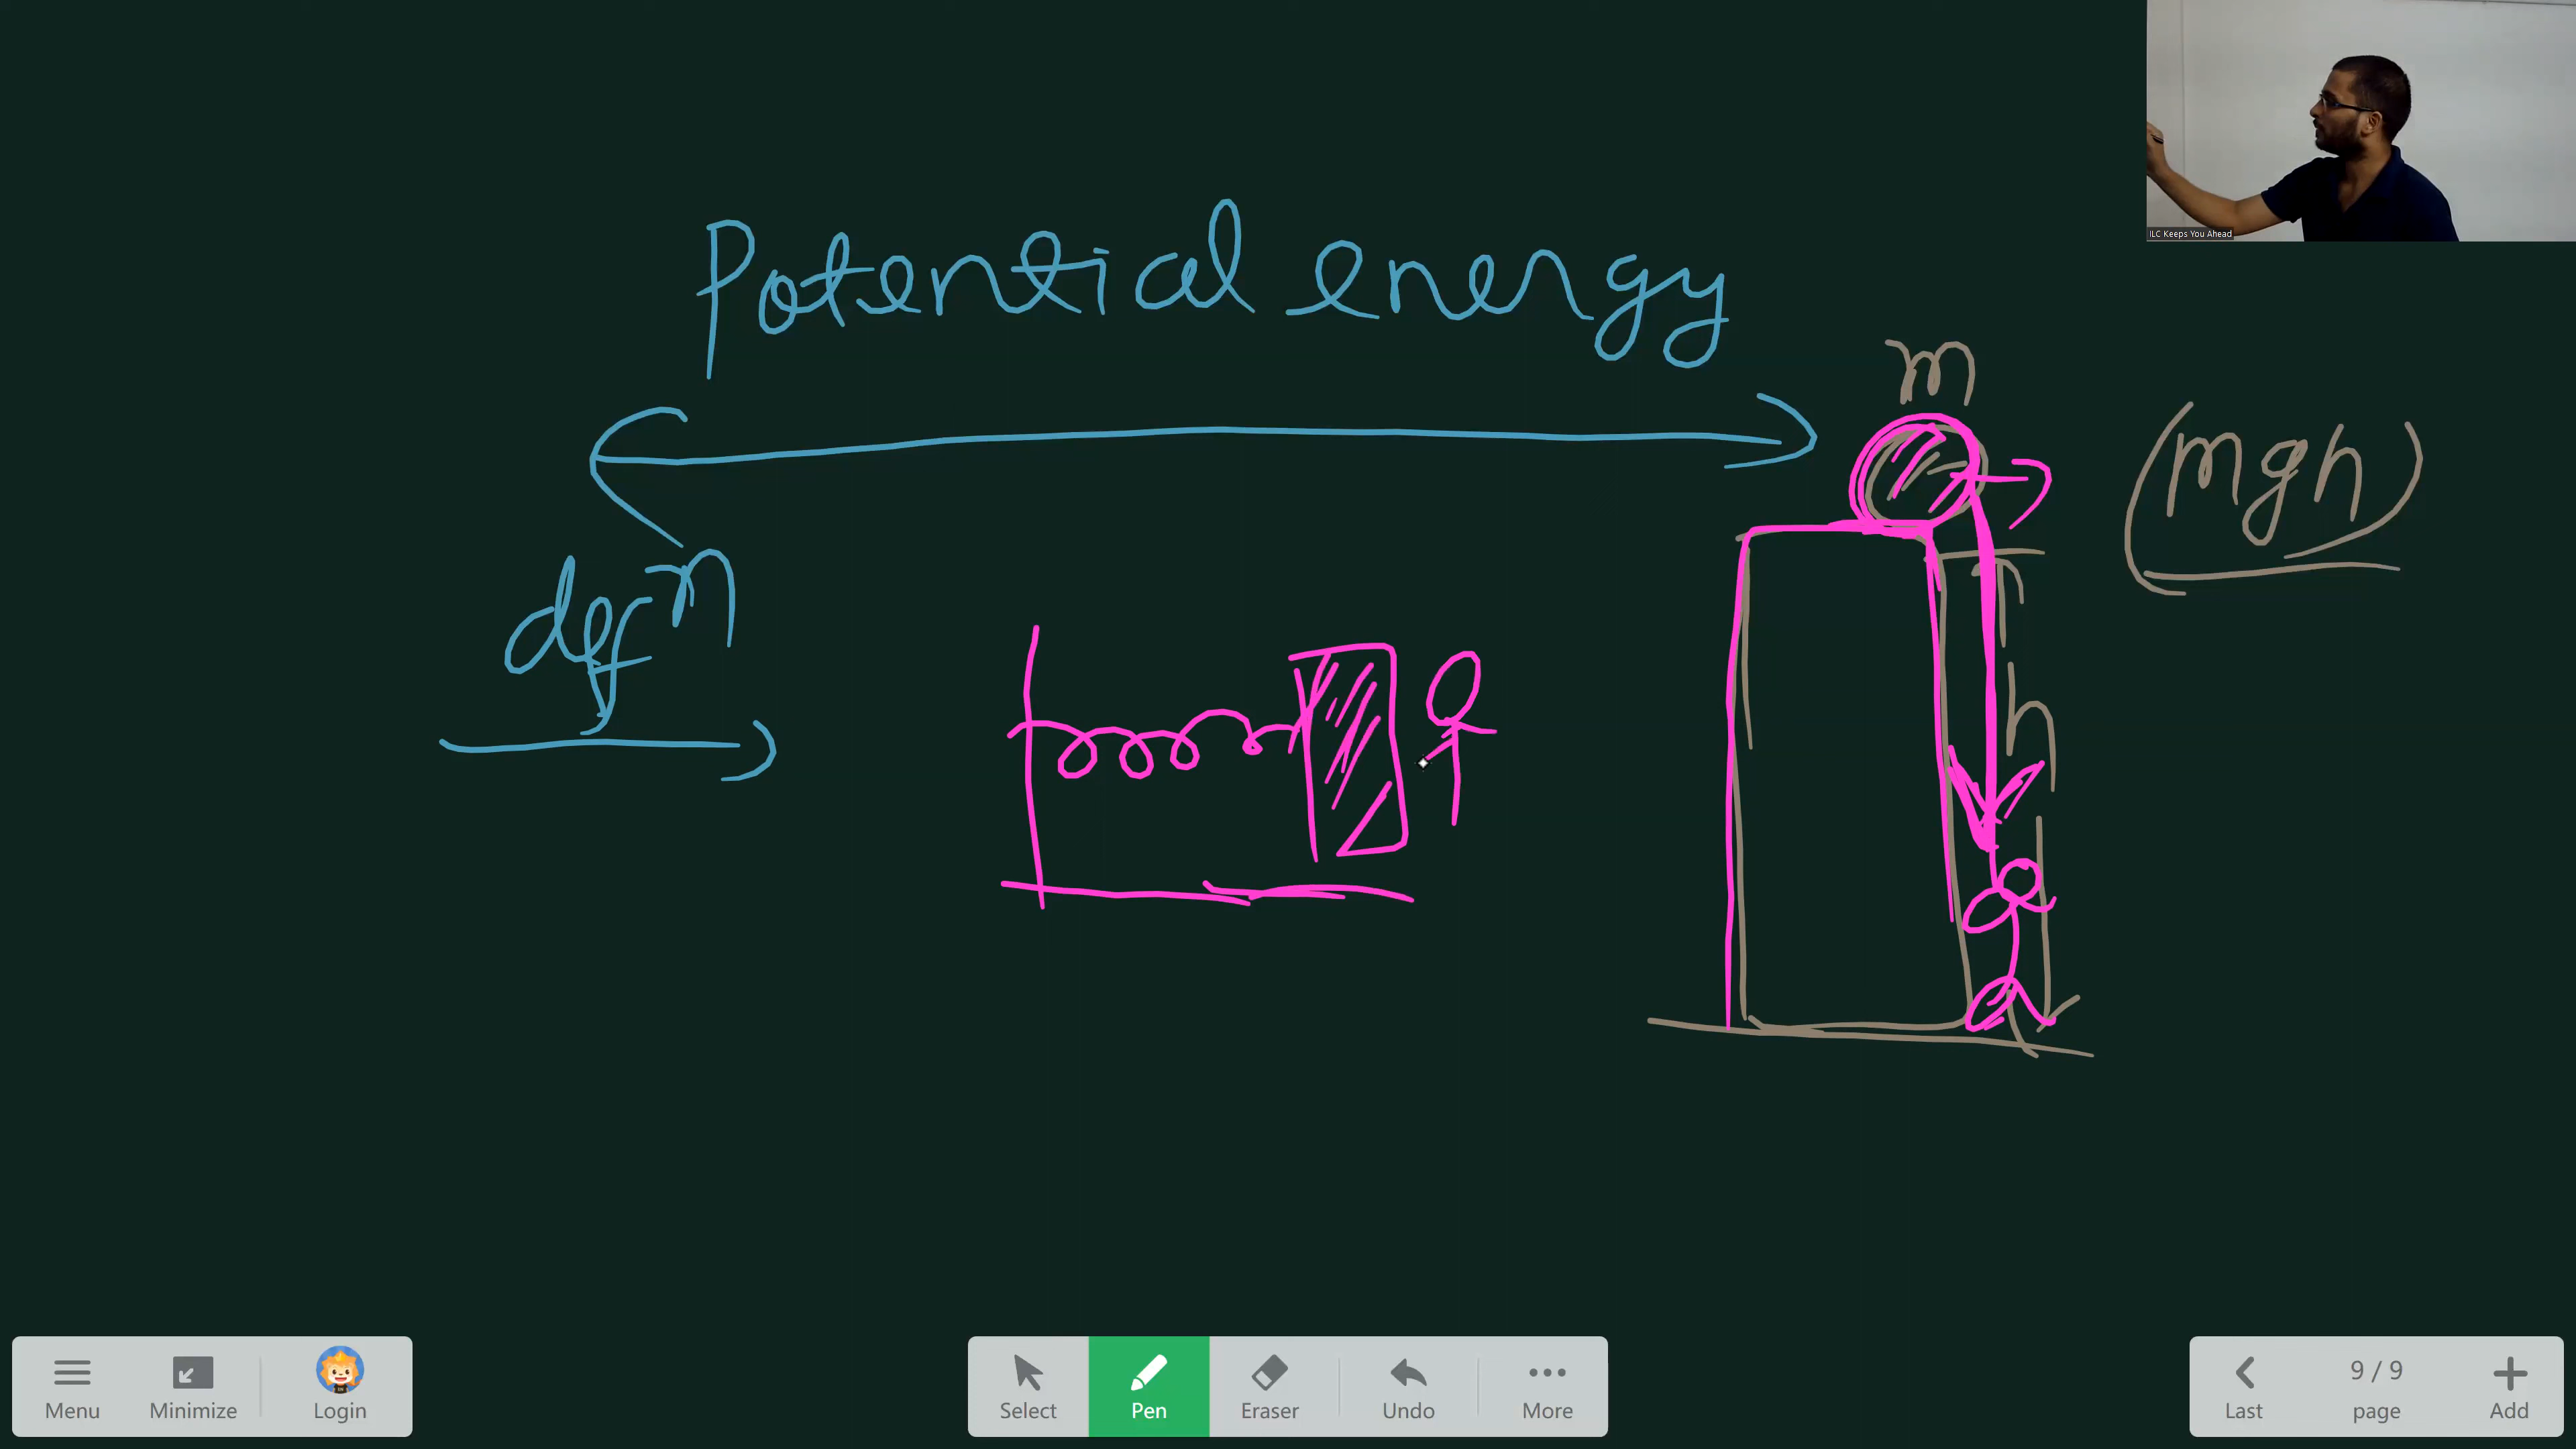 ILC Keeps You Ahead
Potential energy
m
(mgh)
defⁿ
h
Menu
Minimize
Login
Select
Pen
Eraser
Undo
More
Last
9 / 9
page
Add